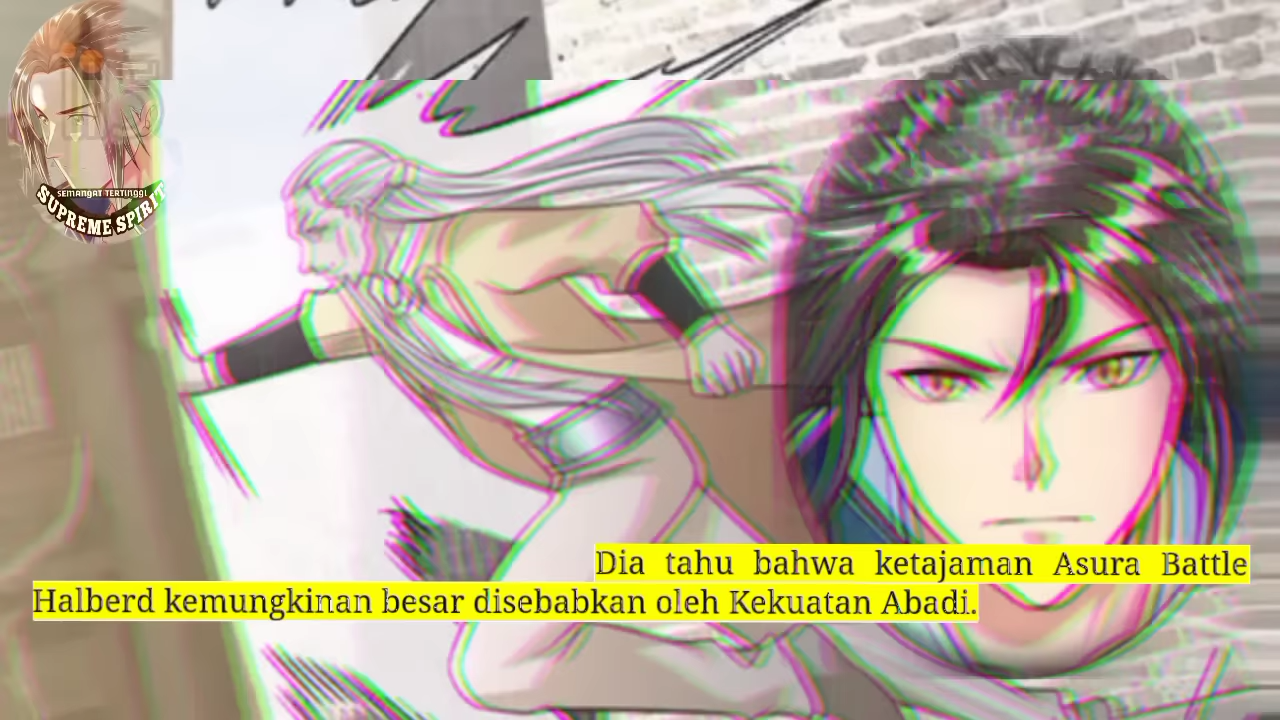 SEMANGAT TERTINGGI
SUPREME SPIRIT
Dia tahu bahwa ketajaman Asura Battle
Halberd kemungkinan besar disebabkan oleh Kekuatan Abadi.